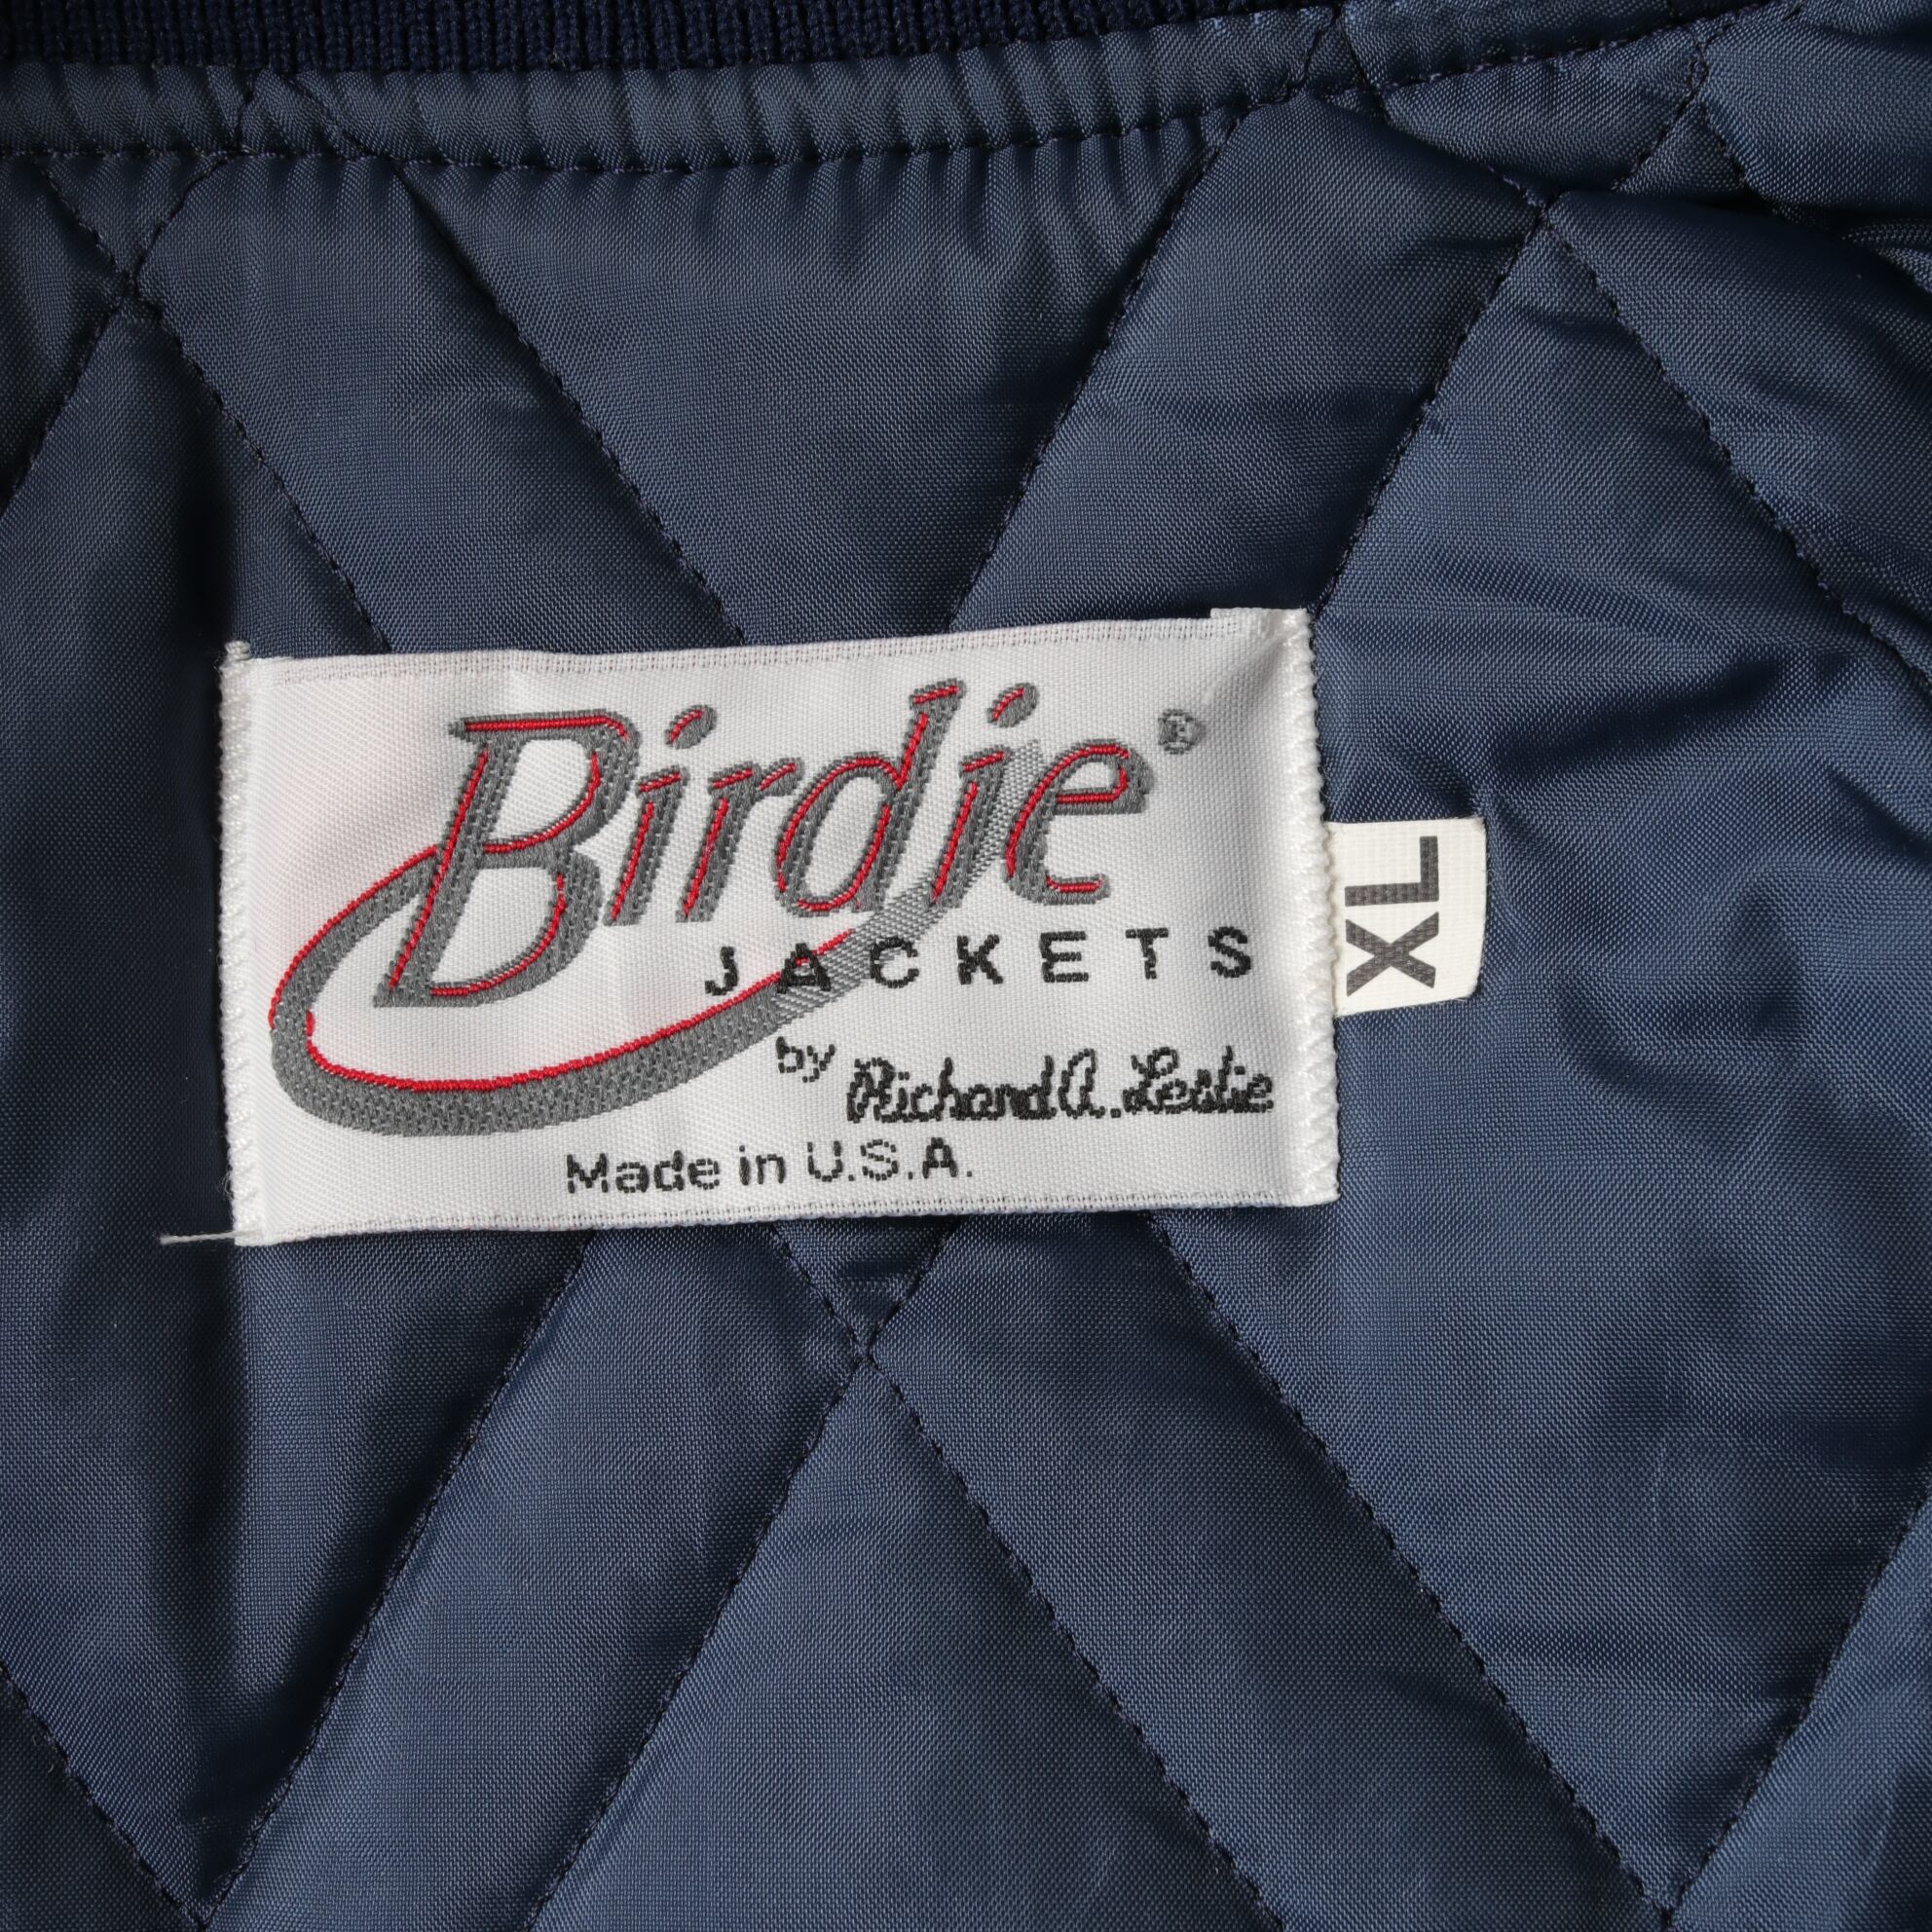 Birdie®
JACKETS
by Richard A. Leslie
Made in U.S.A.
XL